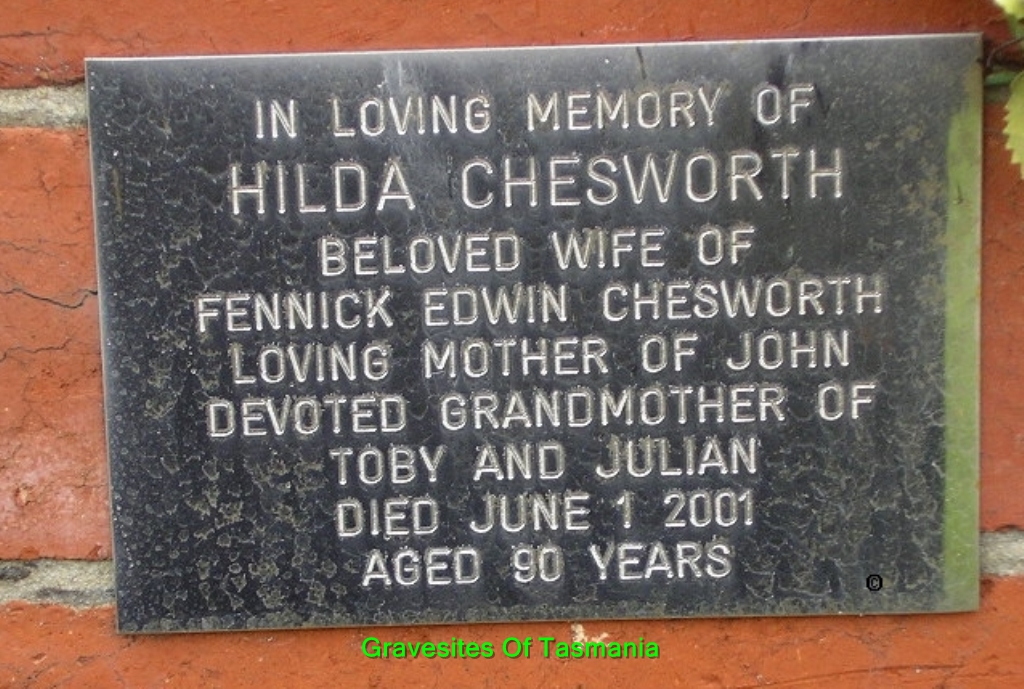 IN LOVING MEMORY OF
HILDA CHESWORTH
BELOVED WIFE OF
FENNICK EDWIN CHESWORTH
LOVING MOTHER OF JOHN
DEVOTED GRANDMOTHER OF
TOBY AND JULIAN
DIED JUNE 1 2001
AGED 90 YEARS
©
Gravesites Of Tasmania